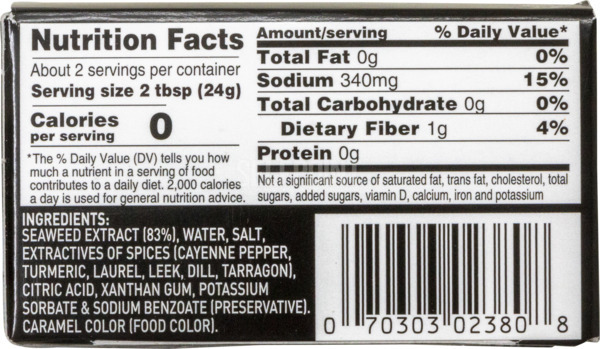 Nutrition Facts
About 2 servings per container
Serving size 2 tbsp (24g)
Calories
per serving 0
*The % Daily Value (DV) tells you how
much a nutrient in a serving of food
contributes to a daily diet. 2,000 calories
a day is used for general nutrition advice.
Amount/serving % Daily Value*
Total Fat 0g 0%
Sodium 340mg 15%
Total Carbohydrate 0g 0%
Dietary Fiber 1g 4%
Protein 0g
Not a significant source of saturated fat, trans fat, cholesterol, total
sugars, added sugars, viamin D, calcium, iron and potassium
INGREDIENTS:
SEAWEED EXTRACT (83%), WATER, SALT,
EXTRACTIVES OF SPICES (CAYENNE PEPPER,
TURMERIC, LAUREL, LEEK, DILL, TARRAGON),
CITRIC ACID, XANTHAN GUM, POTASSIUM
SORBATE & SODIUM BENZOATE (PRESERVATIVE).
CARAMEL COLOR (FOOD COLOR).
0 70303 02380 8